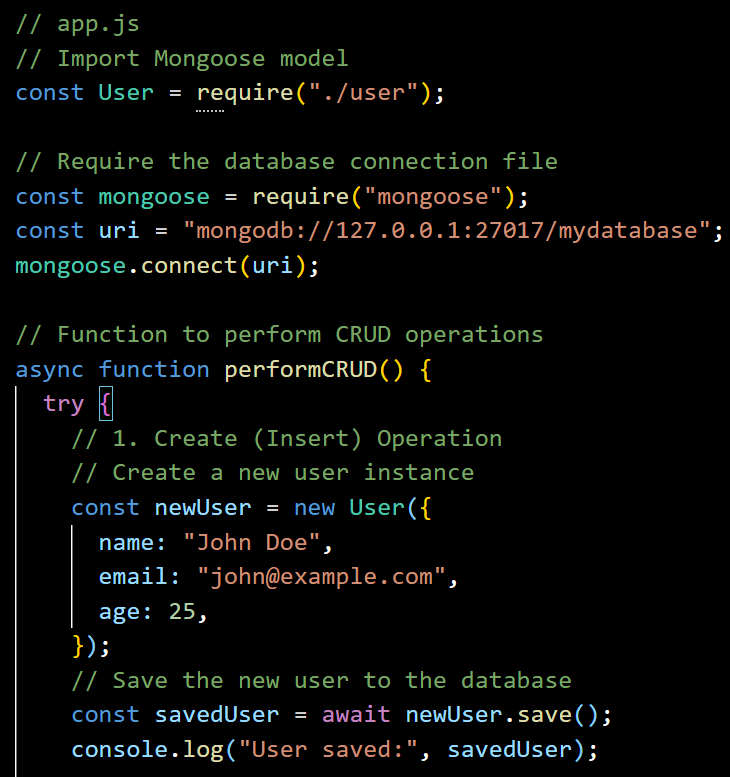 // app.js
// Import Mongoose model
const User = require("./user");
// Require the database connection file
const mongoose = require("mongoose");
const uri = "mongodb://127.0.0.1:27017/mydatabase";
mongoose.connect(uri);
// Function to perform CRUD operations
async function performCRUD() {
  try {
    // 1. Create (Insert) Operation
    // Create a new user instance
    const newUser = new User({
      name: "John Doe",
      email: "john@example.com",
      age: 25,
    });
    // Save the new user to the database
    const savedUser = await newUser.save();
    console.log("User saved:", savedUser);